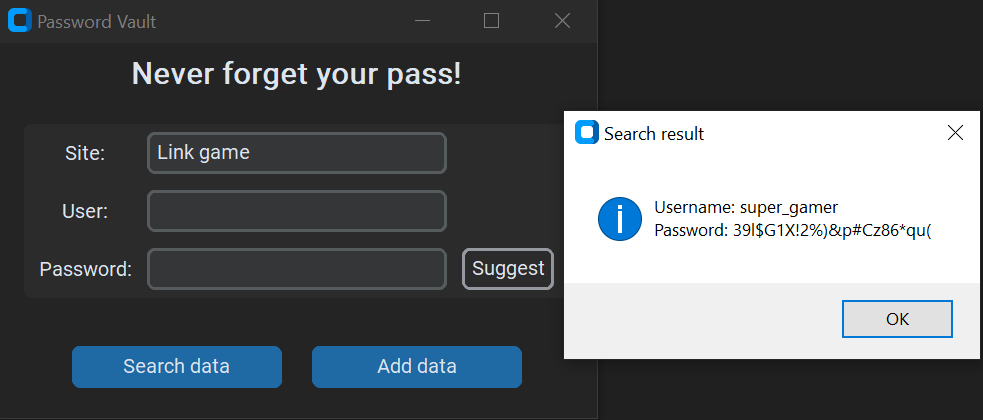 Password Vault
Never forget your pass!
Site:
Link game
User:
Password:
Suggest
Search data
Add data
Search result
Username: super_gamer
Password: 39l$G1X!2%)&p#Cz86*qu(
OK